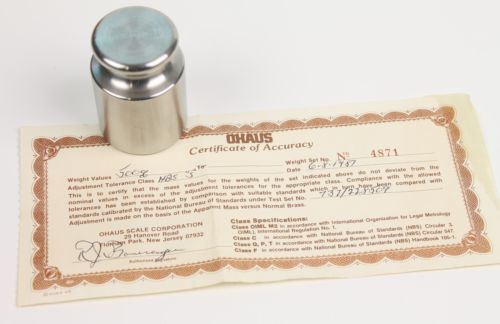 OHAUS
Certificate of Accuracy
Weight Values 500g to
Weight Set No. No 4871
Adjustment Tolerance Class NBS "S"
Date
This is to certify that the mass values for the weights of the set indicated above do not deviate from the
nominal values in excess of the adjustment tolerances for the appropriate class. Compliance with the allowed
tolerances has been established by comparison with suitable standards which in turn have been compared with
standards calibrated by the National Bureau of Standards under Test Set No.
Adjustment is made on the basis of the Apparent Mass versus Normal Brass.
OHAUS SCALE CORPORATION
29 Hanover Road
Florham Park, New Jersey 07932
Authorized Signature
Class Specifications:
Class OIML M2 in accordance with International Organization for Legal Metrology
(OIML) International Regulation No. 1.
Class C in accordance with National Bureau of Standards (NBS) Circular 3.
Class Q, P, T in accordance with National Bureau of Standards (NBS) Circular 547.
Class F in accordance with National Bureau of Standards (NBS) Handbook 105-1.